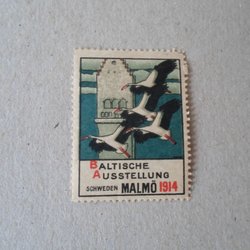 BALTISCHE
AUSSTELLUNG
SCHWEDEN MALMÖ 1914